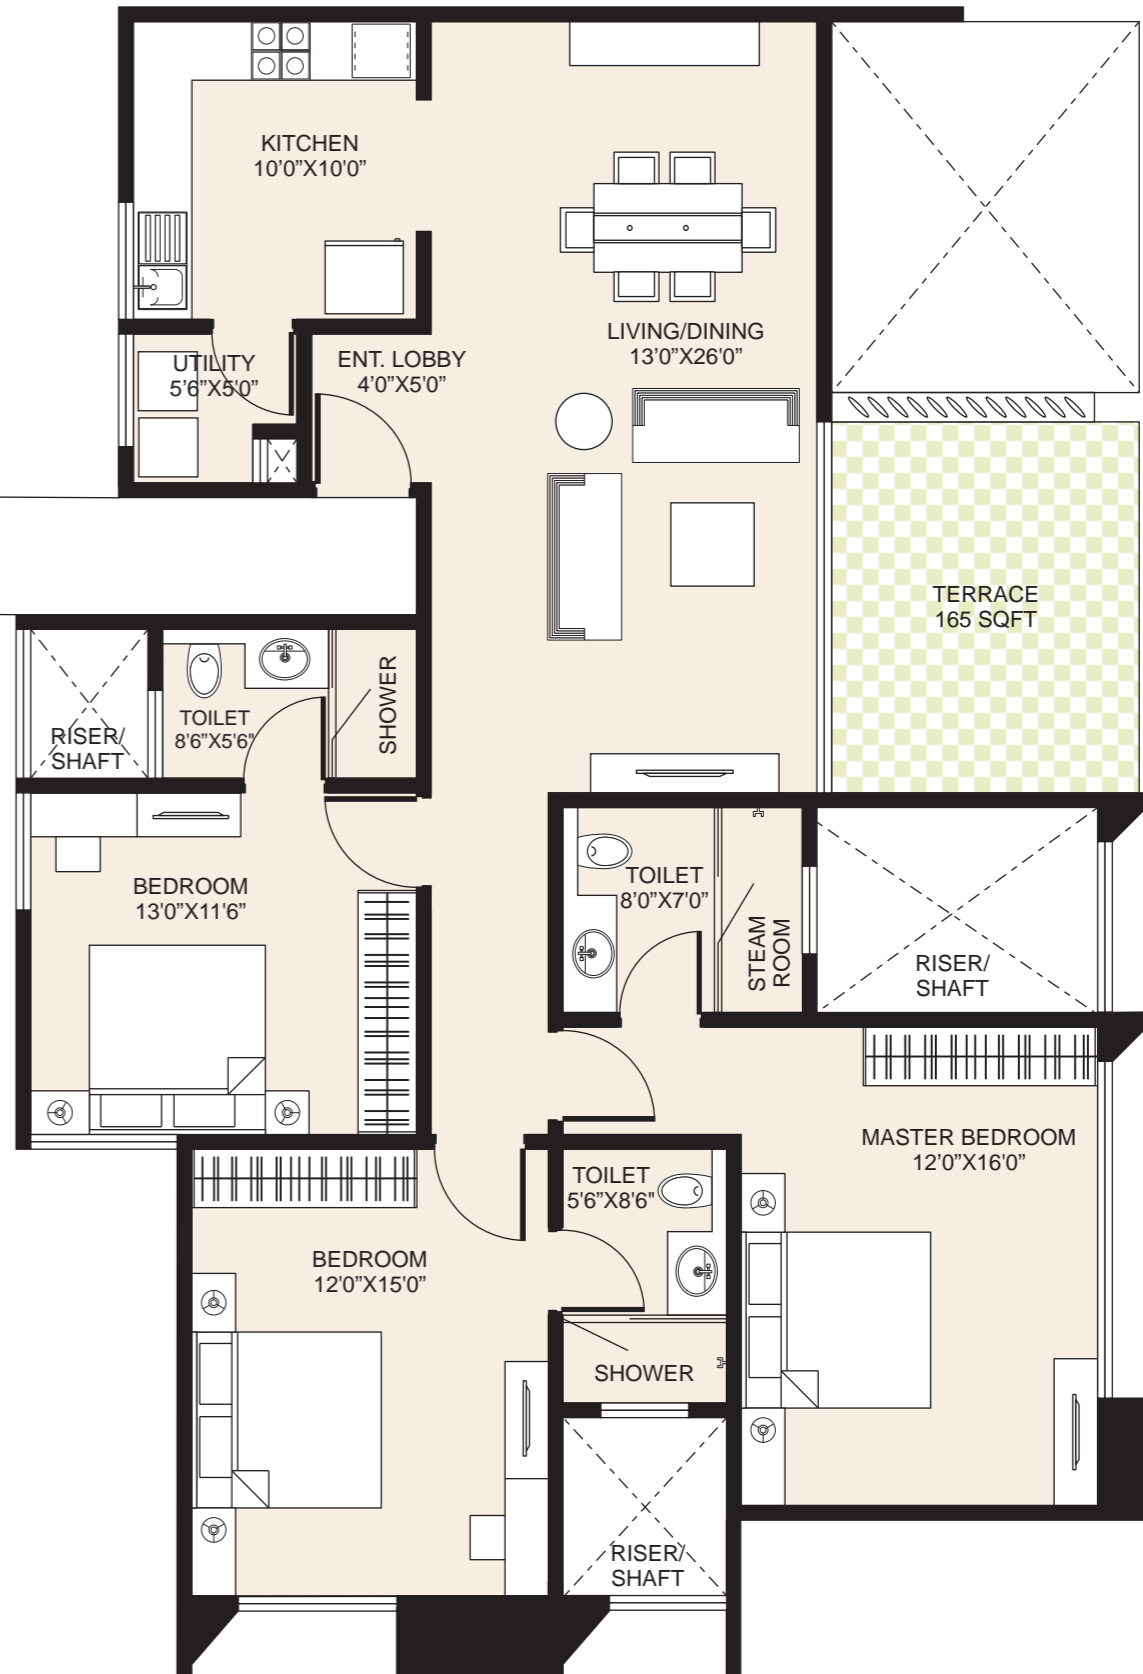 KITCHEN
10'0"X10'0"
LIVING/DINING
13'0"X26'0"
UTILITY
5'6"X5'0"
ENT. LOBBY
4'0"X5'0"
TERRACE
165 SQFT
RISER/
SHAFT
TOILET
8'6"X5'6"
SHOWER
BEDROOM
13'0"X11'6"
TOILET
8'0"X7'0"
STEAM
ROOM
RISER/
SHAFT
MASTER BEDROOM
12'0"X16'0"
TOILET
5'6"X8'6"
BEDROOM
12'0"X15'0"
SHOWER
RISER/
SHAFT